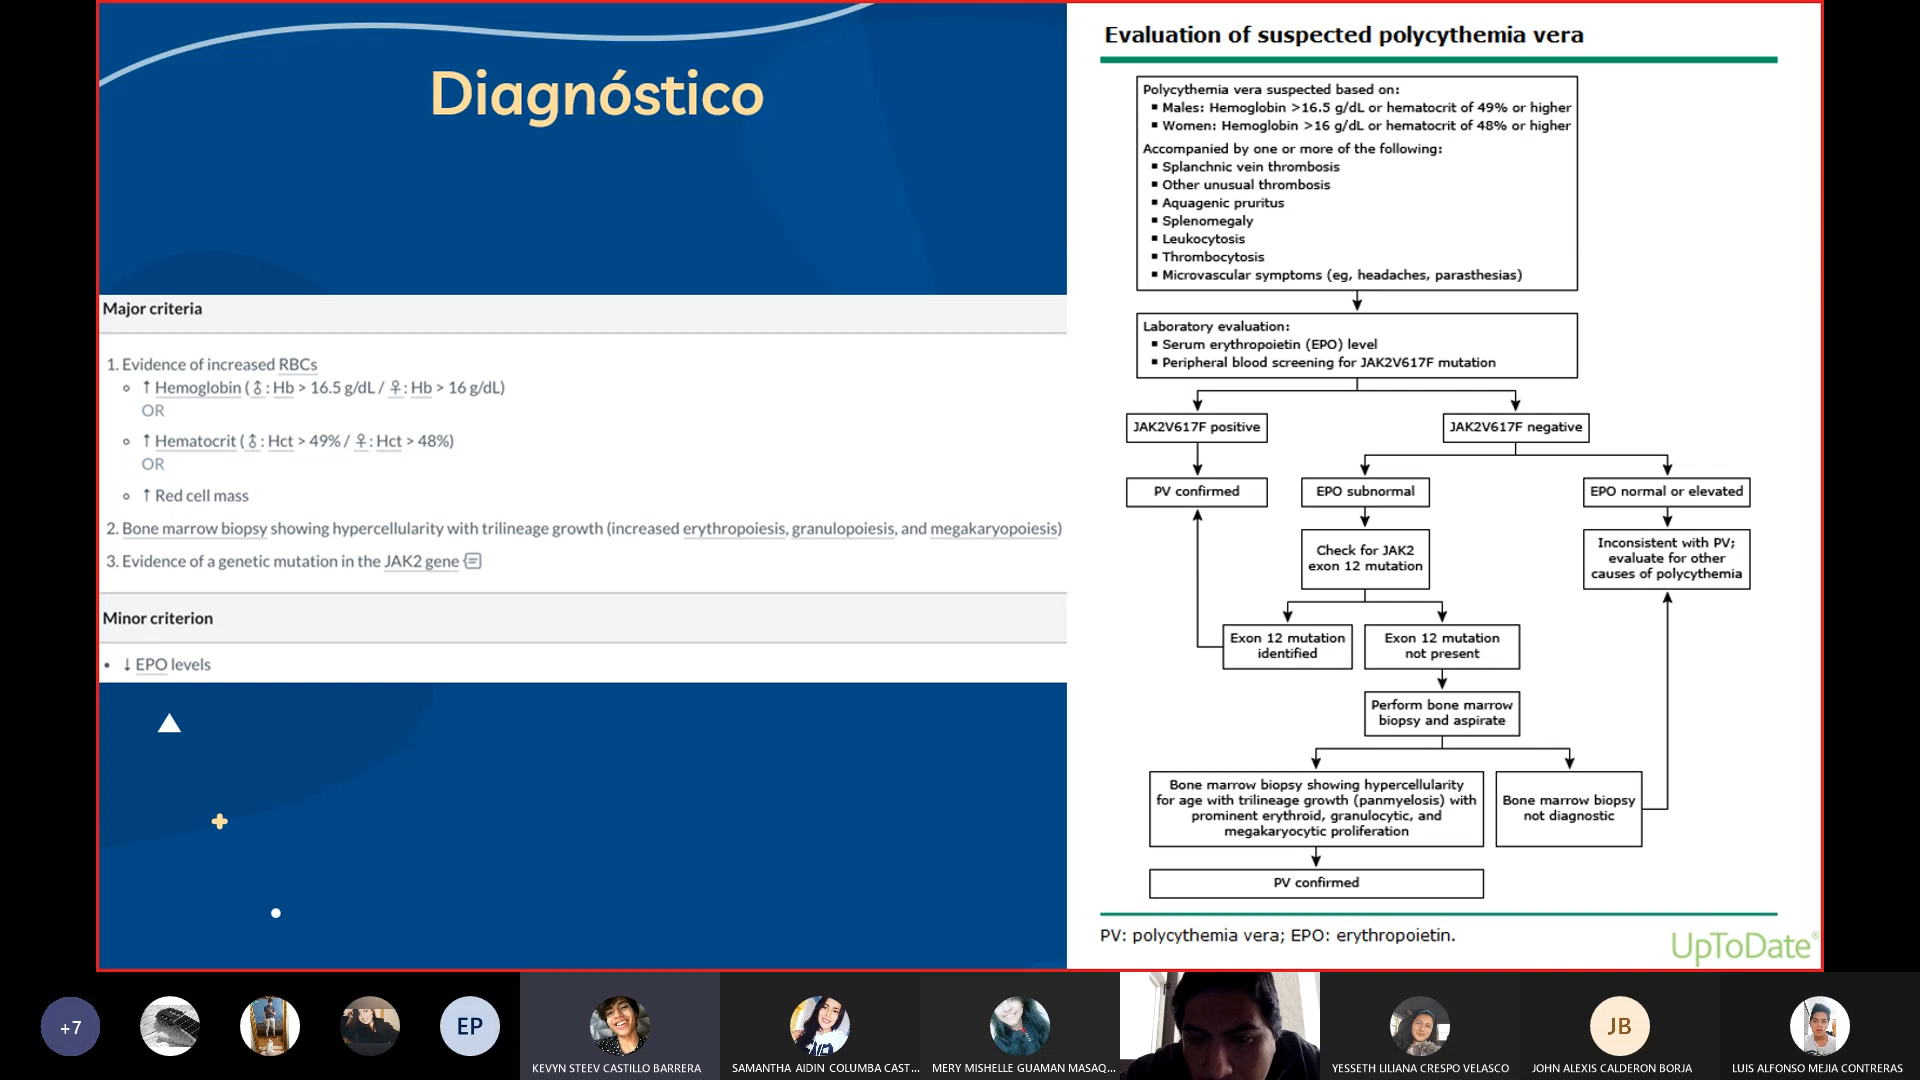 Diagnóstico
Major criteria
1. Evidence of increased RBCs
↑ Hemoglobin (♂: Hb > 16.5 g/dL / ♀: Hb > 16 g/dL)
OR
↑ Hematocrit (♂: Hct > 49% / ♀: Hct > 48%)
OR
↑ Red cell mass
2. Bone marrow biopsy showing hypercellularity with trilineage growth (increased erythropoiesis, granulopoiesis, and megakaryopoiesis)
3. Evidence of a genetic mutation in the JAK2 gene
Minor criterion
• ↓ EPO levels
Evaluation of suspected polycythemia vera
Polycythemia vera suspected based on:
▪ Males: Hemoglobin >16.5 g/dL or hematocrit of 49% or higher
▪ Women: Hemoglobin >16 g/dL or hematocrit of 48% or higher
Accompanied by one or more of the following:
▪ Splanchnic vein thrombosis
▪ Other unusual thrombosis
▪ Aquagenic pruritus
▪ Splenomegaly
▪ Leukocytosis
▪ Thrombocytosis
▪ Microvascular symptoms (eg, headaches, parasthesias)
Laboratory evaluation:
▪ Serum erythropoietin (EPO) level
▪ Peripheral blood screening for JAK2V617F mutation
JAK2V617F positive
JAK2V617F negative
PV confirmed
EPO subnormal
EPO normal or elevated
Check for JAK2
exon 12 mutation
Inconsistent with PV;
evaluate for other
causes of polycythemia
Exon 12 mutation
identified
Exon 12 mutation
not present
Perform bone marrow
biopsy and aspirate
Bone marrow biopsy showing hypercellularity
for age with trilineage growth (panmyelosis) with
prominent erythroid, granulocytic, and
megakaryocytic proliferation
Bone marrow biopsy
not diagnostic
PV confirmed
PV: polycythemia vera; EPO: erythropoietin.
UpToDate®
+7
EP
KEVYN STEEV CASTILLO BARRERA
SAMANTHA AIDIN COLUMBA CAST...
MERY MISHELLE GUAMAN MASAQ...
YESSETH LILIANA CRESPO VELASCO
JB
JOHN ALEXIS CALDERON BORJA
LUIS ALFONSO MEJIA CONTRERAS